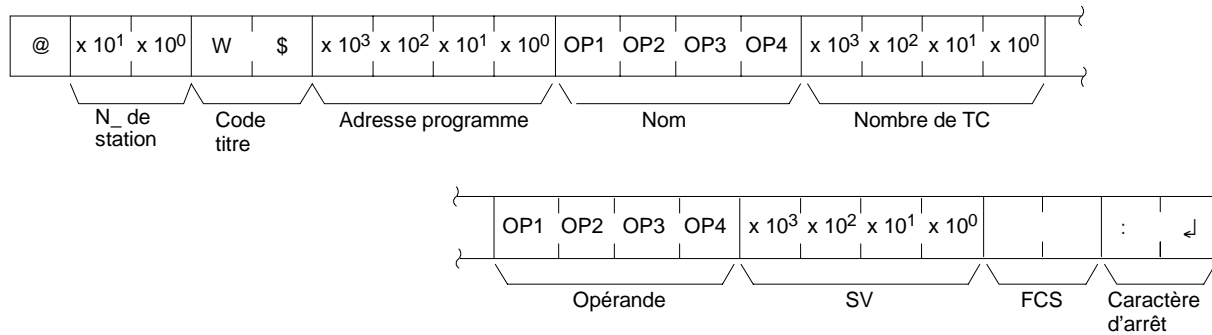 @ x 10¹ x 10⁰ W $ x 10³ x 10² x 10¹ x 10⁰ OP1 OP2 OP3 OP4 x 10³ x 10² x 10¹ x 10⁰
N_ de station
Code titre
Adresse programme
Nom
Nombre de TC
OP1 OP2 OP3 OP4 x 10³ x 10² x 10¹ x 10⁰ : ↲
Opérande
SV
FCS
Caractère d'arrêt